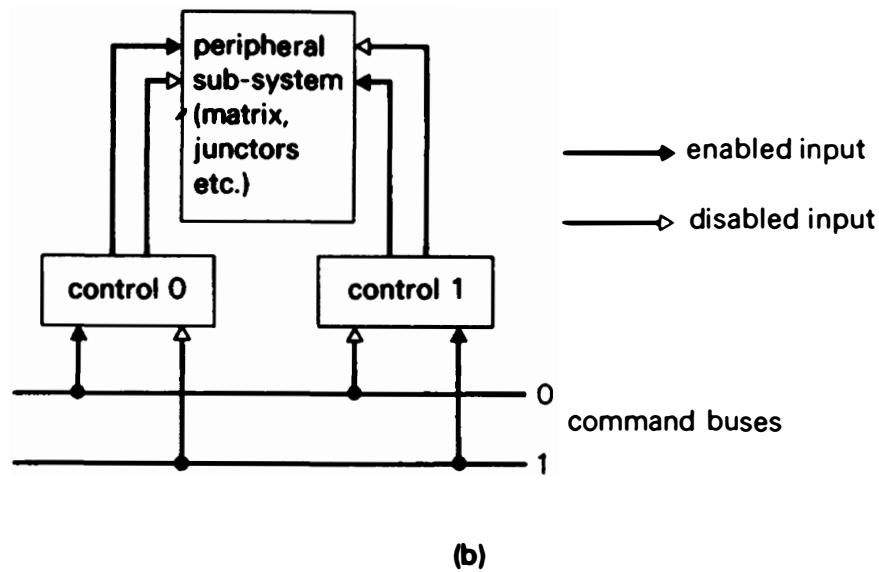 peripheral
sub-system
(matrix,
junctors
etc.)
enabled input
disabled input
control 0
control 1
0
command buses
1
(b)